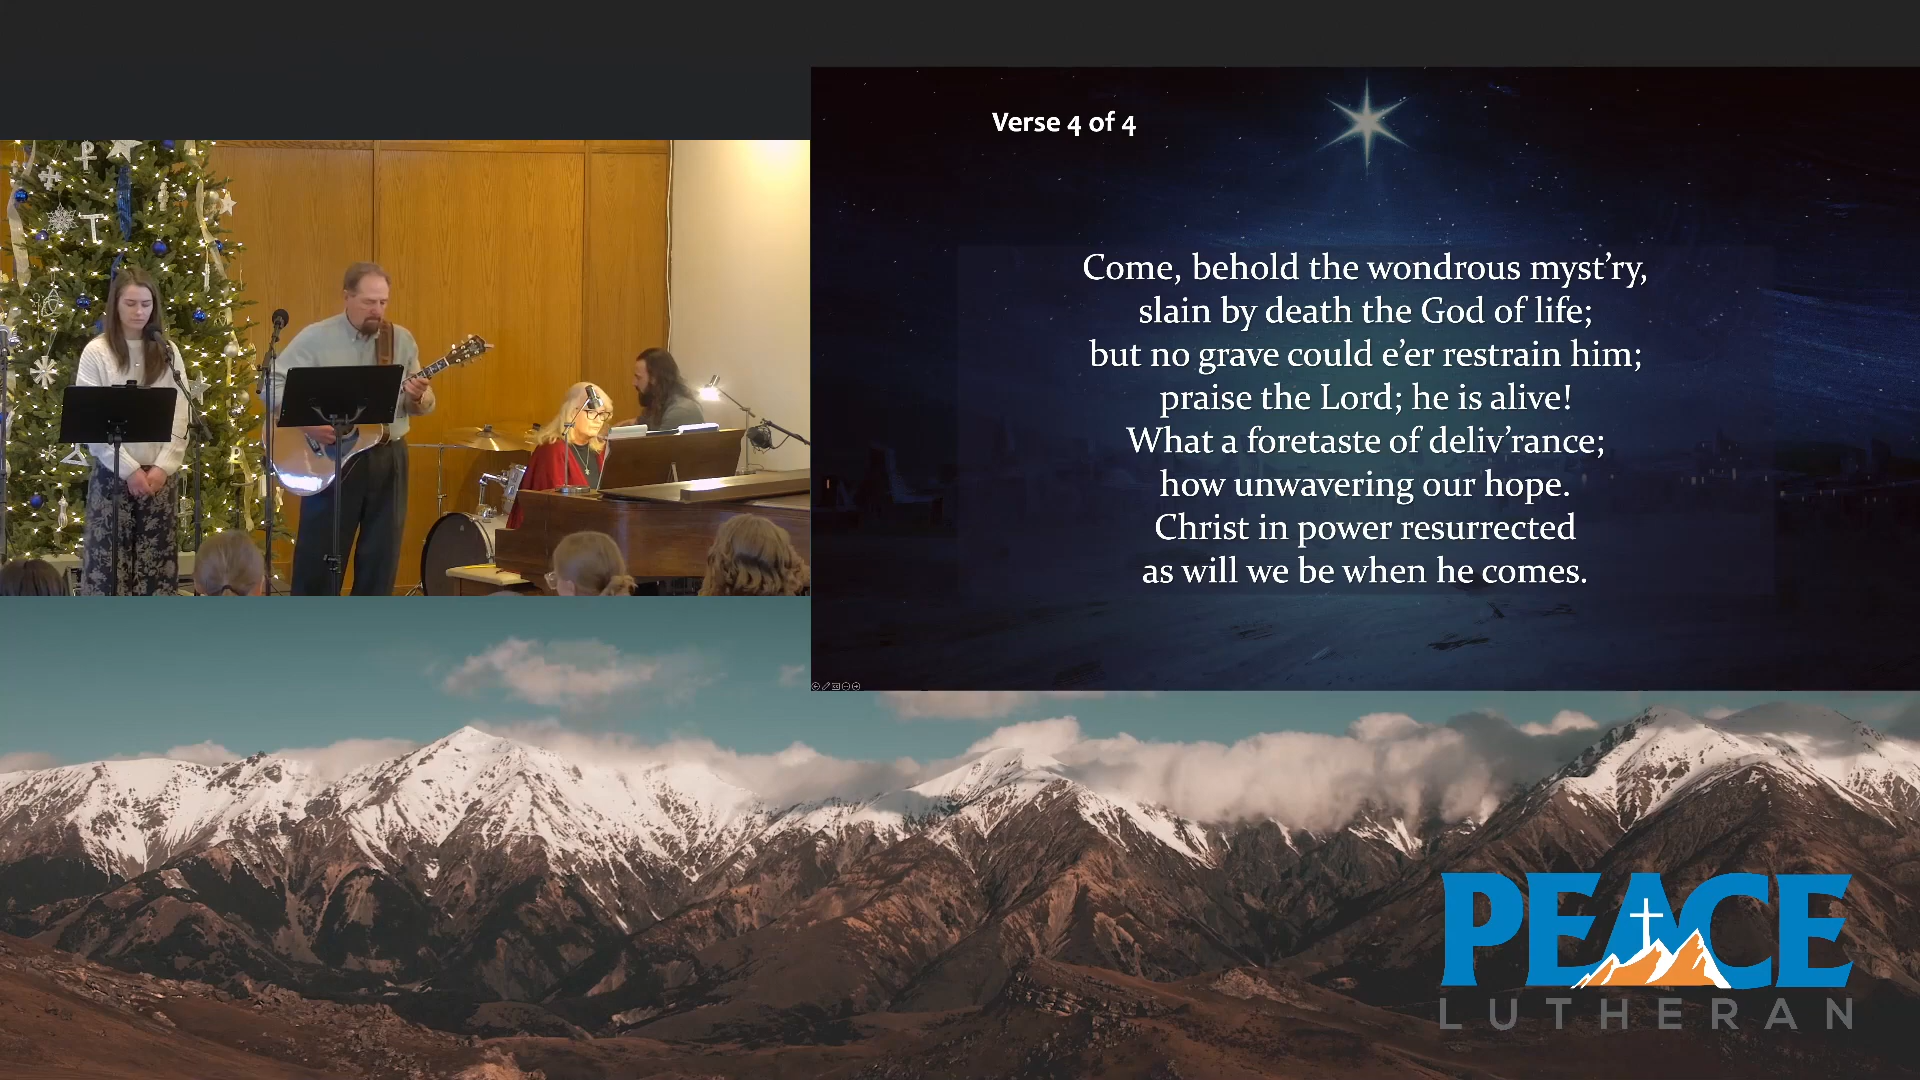 Verse 4 of 4
Come, behold the wondrous myst’ry,
slain by death the God of life;
but no grave could e’er restrain him;
praise the Lord; he is alive!
What a foretaste of deliv’rance;
how unwavering our hope.
Christ in power resurrected
as will we be when he comes.
PEACE
LUTHERAN